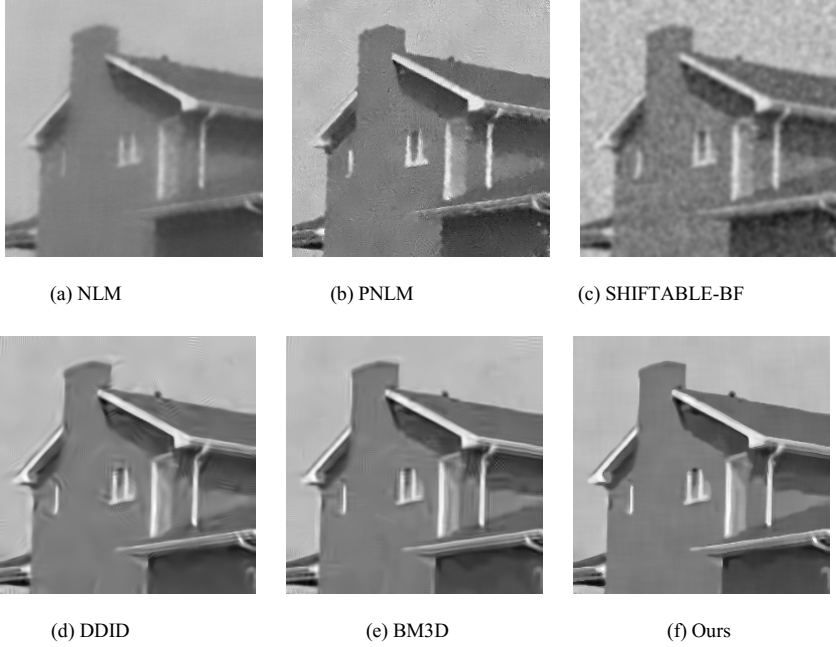 (a) NLM
(b) PNLM
(c) SHIFTABLE-BF
(d) DDID
(e) BM3D
(f) Ours